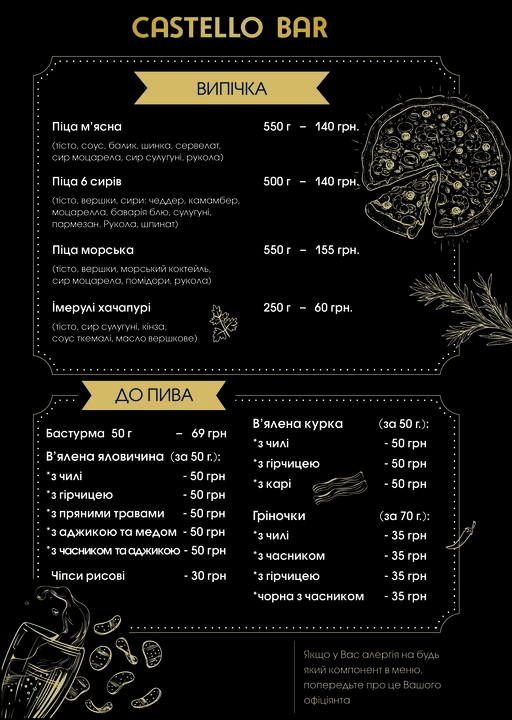 CASTELLO BAR
ВИПІЧКА
Піца м'ясна 550 г – 140 грн.
(тісто, соус, балик, шинка, сервелат,
сир моцарела, сир сулугуні, рукола)
Піца 6 сирів 500 г – 140 грн.
(тісто, вершки, сири: чеддер, камамбер,
моцарелла, баварія блю, сулугуні,
пармезан. Рукола, шпинат)
Піца морська 550 г – 155 грн.
(тісто, вершки, морський коктейль,
сир моцарела, помідори, рукола)
Імерулі хачапурі 250 г – 60 грн.
(тісто, сир сулугуні, кінза,
соус ткемалі, масло вершкове)
ДО ПИВА
Бастурма 50 г – 69 грн
В'ялена яловичина (за 50 г.):
*з чилі - 50 грн
*з гірчицею - 50 грн
*з пряними травами - 50 грн
*з аджикою та медом - 50 грн
*з часником та аджикою - 50 грн
Чіпси рисові - 30 грн
В'ялена курка (за 50 г.):
*з чилі - 50 грн
*з гірчицею - 50 грн
*з карі - 50 грн
Гріночки (за 70 г.):
*з чилі - 35 грн
*з часником - 35 грн
*з гірчицею - 35 грн
*чорна з часником - 35 грн
Якщо у Вас алергія на будь
який компонент в меню,
попередьте про це Вашого
офіціянта